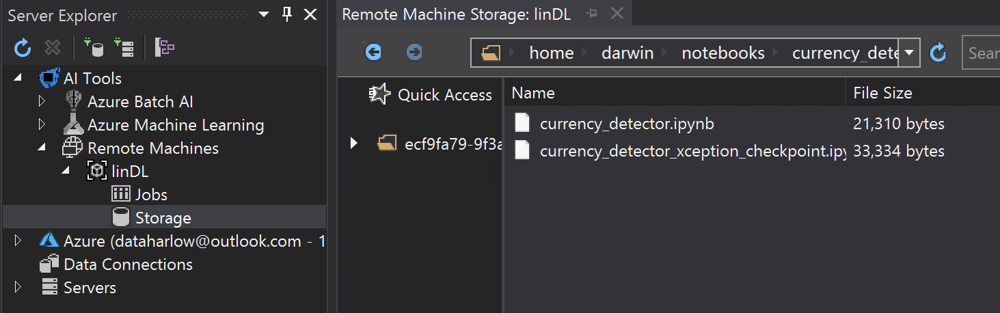 Server Explorer
AI Tools
Azure Batch AI
Azure Machine Learning
Remote Machines
linDL
Jobs
Storage
Azure (dataharlow@outlook.com - 1
Data Connections
Servers
Remote Machine Storage: linDL
home darwin notebooks currency_dete
Sear
Quick Access
ecf9fa79-9f3a
Name File Size
currency_detector.ipynb 21,310 bytes
currency_detector_xception_checkpoint.ipy 33,334 bytes